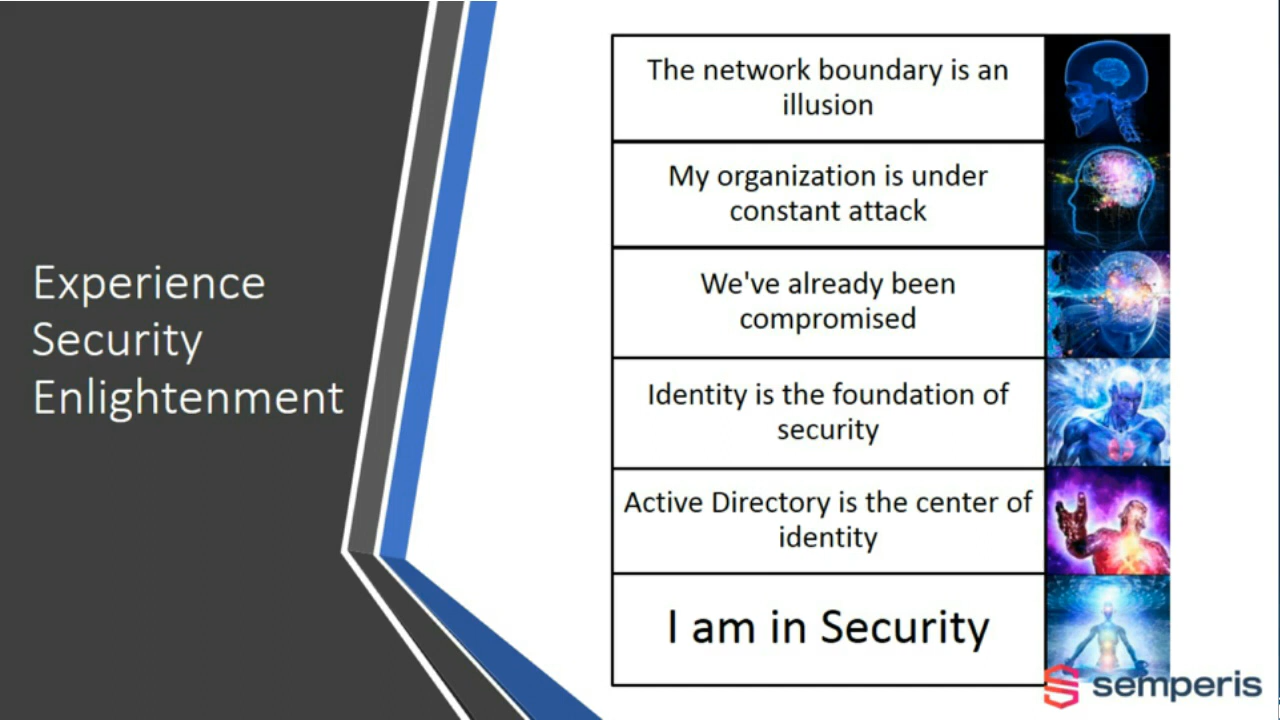 Experience
Security
Enlightenment
The network boundary is an
illusion
My organization is under
constant attack
We've already been
compromised
Identity is the foundation of
security
Active Directory is the center of
identity
I am in Security
semperis